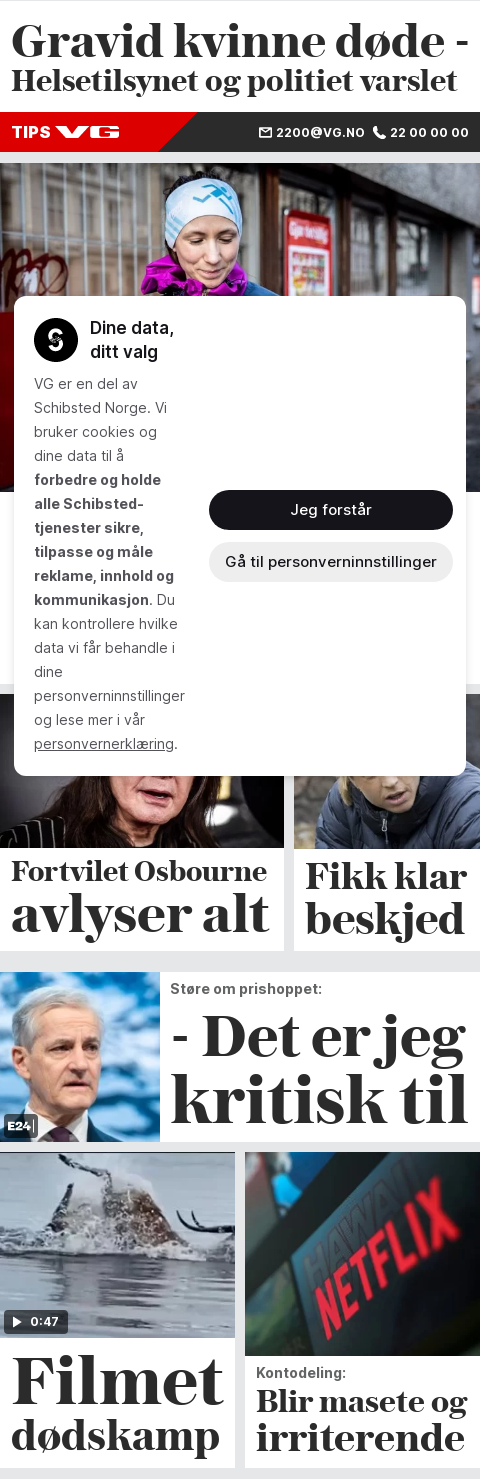 Gravid kvinne døde -
Helsetilsynet og politiet varslet
TIPS VG
2200@VG.NO
22 00 00 00
Dine data,
ditt valg
VG er en del av
Schibsted Norge. Vi
bruker cookies og
dine data til å
forbedre og holde
alle Schibsted-
tjenester sikre,
tilpasse og måle
reklame, innhold og
kommunikasjon. Du
kan kontrollere hvilke
data vi får behandle i
dine
personverninnstillinger
og lese mer i vår
personvernerklæring.
Jeg forstår
Gå til personverninnstillinger
Fortvilet Osbourne
avlyser alt
Fikk klar
beskjed
E24
Støre om prishoppet:
- Det er jeg
kritisk til
0:47
Filmet
dødskamp
HAWAII
NETFLIX
Kontodeling:
Blir masete og
irriterende